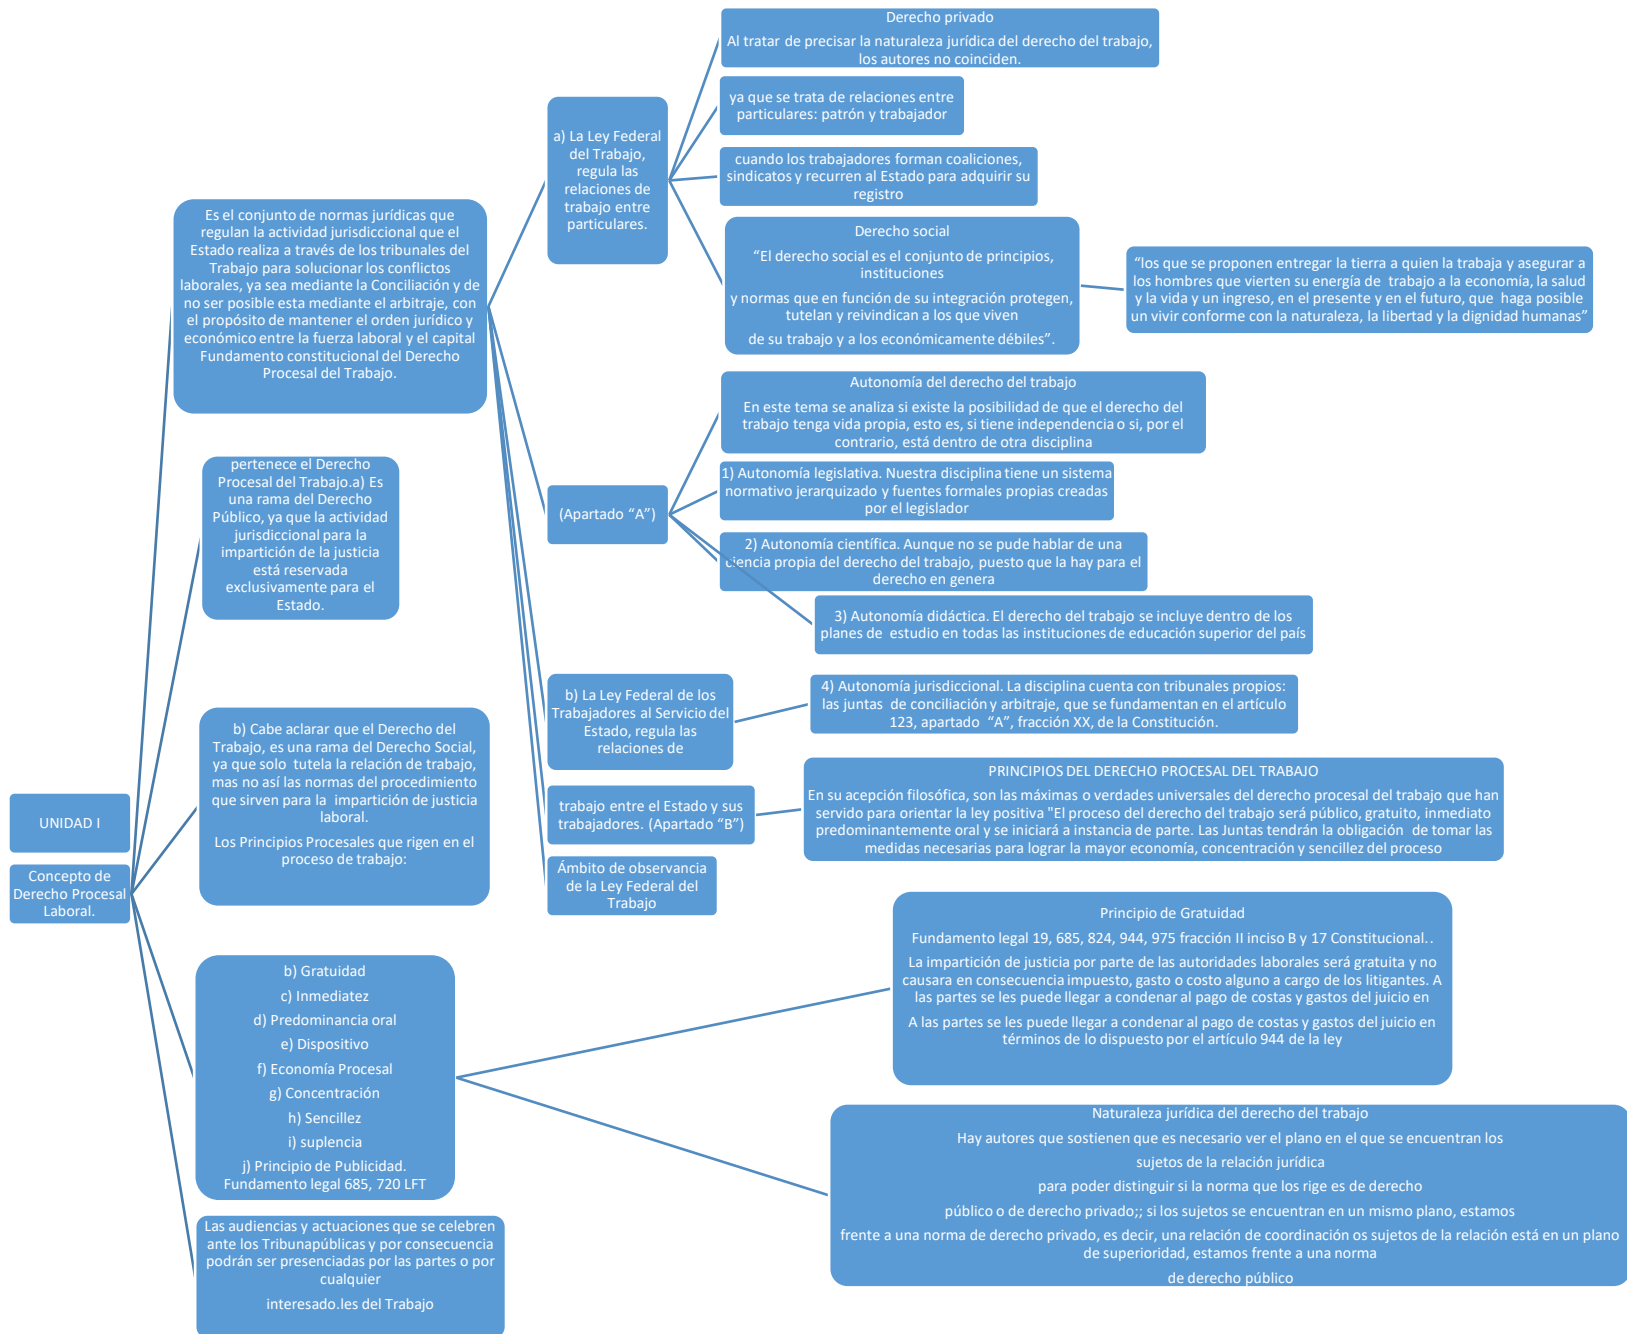 UNIDAD I
Concepto de
Derecho Procesal
Laboral.
Es el conjunto de normas jurídicas que
regulan la actividad jurisdiccional que el
Estado realiza a través de los tribunales del
Trabajo para solucionar los conflictos
laborales, ya sea mediante la Conciliación y de
no ser posible esta mediante el arbitraje, con
el propósito de mantener el orden jurídico y
económico entre la fuerza laboral y el capital
Fundamento constitucional del Derecho
Procesal del Trabajo.
a) La Ley Federal
del Trabajo,
regula las
relaciones de
trabajo entre
particulares.
Derecho privado
Al tratar de precisar la naturaleza jurídica del derecho del trabajo,
los autores no coinciden.
ya que se trata de relaciones entre
particulares: patrón y trabajador
cuando los trabajadores forman coaliciones,
sindicatos y recurren al Estado para adquirir su
registro
Derecho social
“El derecho social es el conjunto de principios,
instituciones
y normas que en función de su integración protegen,
tutelan y reivindican a los que viven
de su trabajo y a los económicamente débiles”.
“los que se proponen entregar la tierra a quien la trabaja y asegurar a
los hombres que vierten su energía de trabajo a la economía, la salud
y la vida y un ingreso, en el presente y en el futuro, que haga posible
un vivir conforme con la naturaleza, la libertad y la dignidad humanas”
(Apartado “A”)
Autonomía del derecho del trabajo
En este tema se analiza si existe la posibilidad de que el derecho del
trabajo tenga vida propia, esto es, si tiene independencia o si, por el
contrario, está dentro de otra disciplina
1) Autonomía legislativa. Nuestra disciplina tiene un sistema
normativo jerarquizado y fuentes formales propias creadas
por el legislador
2) Autonomía científica. Aunque no se pude hablar de una
ciencia propia del derecho del trabajo, puesto que la hay para el
derecho en genera
3) Autonomía didáctica. El derecho del trabajo se incluye dentro de los
planes de estudio en todas las instituciones de educación superior del país
b) La Ley Federal de los
Trabajadores al Servicio del
Estado, regula las
relaciones de
4) Autonomía jurisdiccional. La disciplina cuenta con tribunales propios:
las juntas de conciliación y arbitraje, que se fundamentan en el artículo
123, apartado “A”, fracción XX, de la Constitución.
trabajo entre el Estado y sus
trabajadores. (Apartado “B”)
PRINCIPIOS DEL DERECHO PROCESAL DEL TRABAJO
En su acepción filosófica, son las máximas o verdades universales del derecho procesal del trabajo que han
servido para orientar la ley positiva "El proceso del derecho del trabajo será público, gratuito, inmediato
predominantemente oral y se iniciará a instancia de parte. Las Juntas tendrán la obligación de tomar las
medidas necesarias para lograr la mayor economía, concentración y sencillez del proceso
Ámbito de observancia
de la Ley Federal del
Trabajo
pertenece el Derecho
Procesal del Trabajo.a) Es
una rama del Derecho
Público, ya que la actividad
jurisdiccional para la
impartición de la justicia
está reservada
exclusivamente para el
Estado.
b) Cabe aclarar que el Derecho del
Trabajo, es una rama del Derecho Social,
ya que solo tutela la relación de trabajo,
mas no así las normas del procedimiento
que sirven para la impartición de justicia
laboral.
Los Principios Procesales que rigen en el
proceso de trabajo:
b) Gratuidad
c) Inmediatez
d) Predominancia oral
e) Dispositivo
f) Economía Procesal
g) Concentración
h) Sencillez
i) suplencia
j) Principio de Publicidad.
Fundamento legal 685, 720 LFT
Principio de Gratuidad
Fundamento legal 19, 685, 824, 944, 975 fracción II inciso B y 17 Constitucional..
La impartición de justicia por parte de las autoridades laborales será gratuita y no
causara en consecuencia impuesto, gasto o costo alguno a cargo de los litigantes. A
las partes se les puede llegar a condenar al pago de costas y gastos del juicio en
A las partes se les puede llegar a condenar al pago de costas y gastos del juicio en
términos de lo dispuesto por el artículo 944 de la ley
Naturaleza jurídica del derecho del trabajo
Hay autores que sostienen que es necesario ver el plano en el que se encuentran los
sujetos de la relación jurídica
para poder distinguir si la norma que los rige es de derecho
público o de derecho privado;; si los sujetos se encuentran en un mismo plano, estamos
frente a una norma de derecho privado, es decir, una relación de coordinación os sujetos de la relación está en un plano
de superioridad, estamos frente a una norma
de derecho público
Las audiencias y actuaciones que se celebren
ante los Tribunapúblicas y por consecuencia
podrán ser presenciadas por las partes o por
cualquier
interesado.les del Trabajo